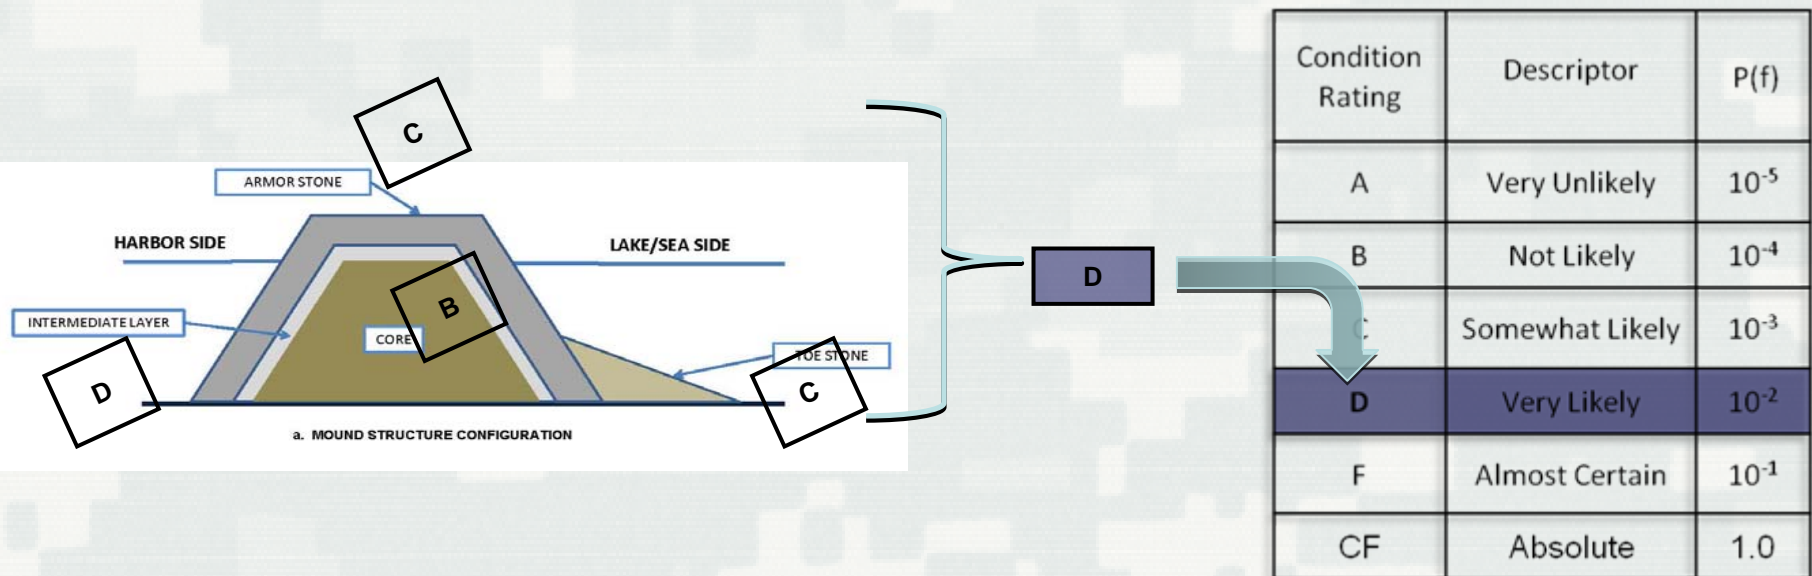 C
ARMOR STONE
HARBOR SIDE
LAKE/SEA SIDE
B
INTERMEDIATE LAYER
CORE
TOE STONE
D
C
a. MOUND STRUCTURE CONFIGURATION
D
Condition Rating Descriptor P(f)
A Very Unlikely 10⁻⁵
B Not Likely 10⁻⁴
C Somewhat Likely 10⁻³
D Very Likely 10⁻²
F Almost Certain 10⁻¹
CF Absolute 1.0